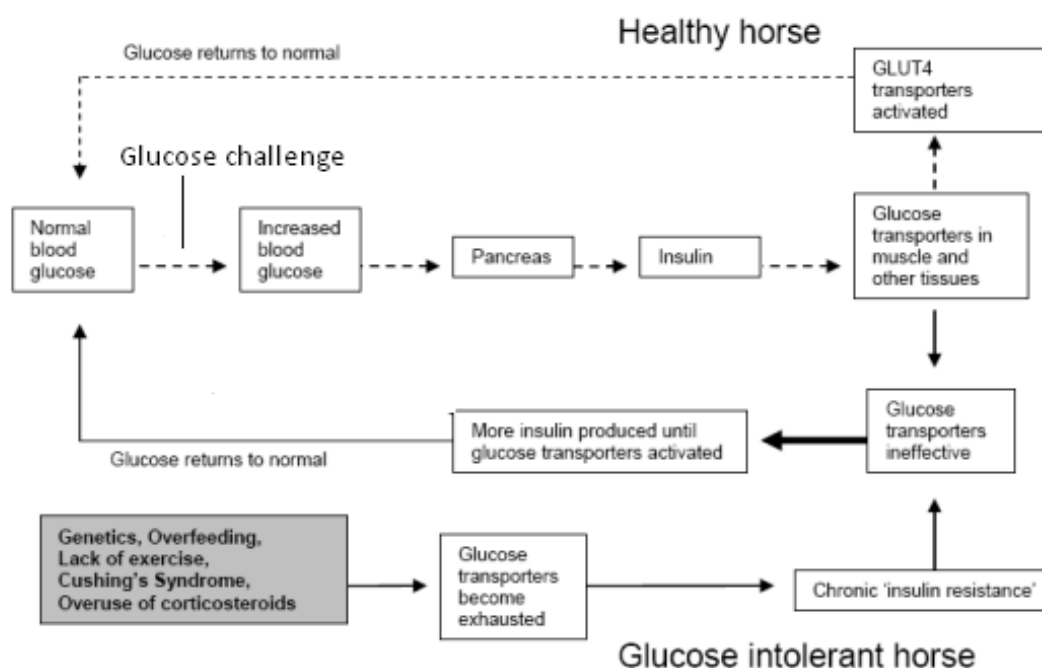 Healthy horse
Glucose returns to normal
GLUT4
transporters
activated
Glucose challenge
Normal
blood
glucose
Increased
blood
glucose
Pancreas
Insulin
Glucose
transporters in
muscle and
other tissues
Glucose
transporters
ineffective
More insulin produced until
glucose transporters activated
Glucose returns to normal
Genetics, Overfeeding,
Lack of exercise,
Cushing's Syndrome,
Overuse of corticosteroids
Glucose
transporters
become
exhausted
Chronic 'insulin resistance'
Glucose intolerant horse